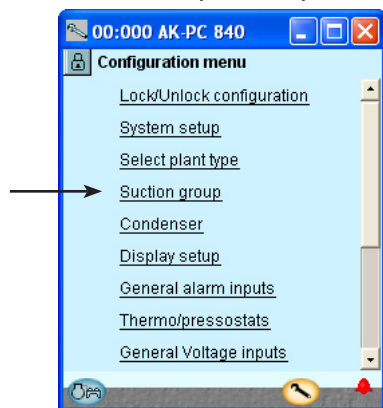 00:000 AK-PC 840
Configuration menu
Lock/Unlock configuration
System setup
Select plant type
Suction group
Condenser
Display setup
General alarm inputs
Thermo/pressostats
General Voltage inputs